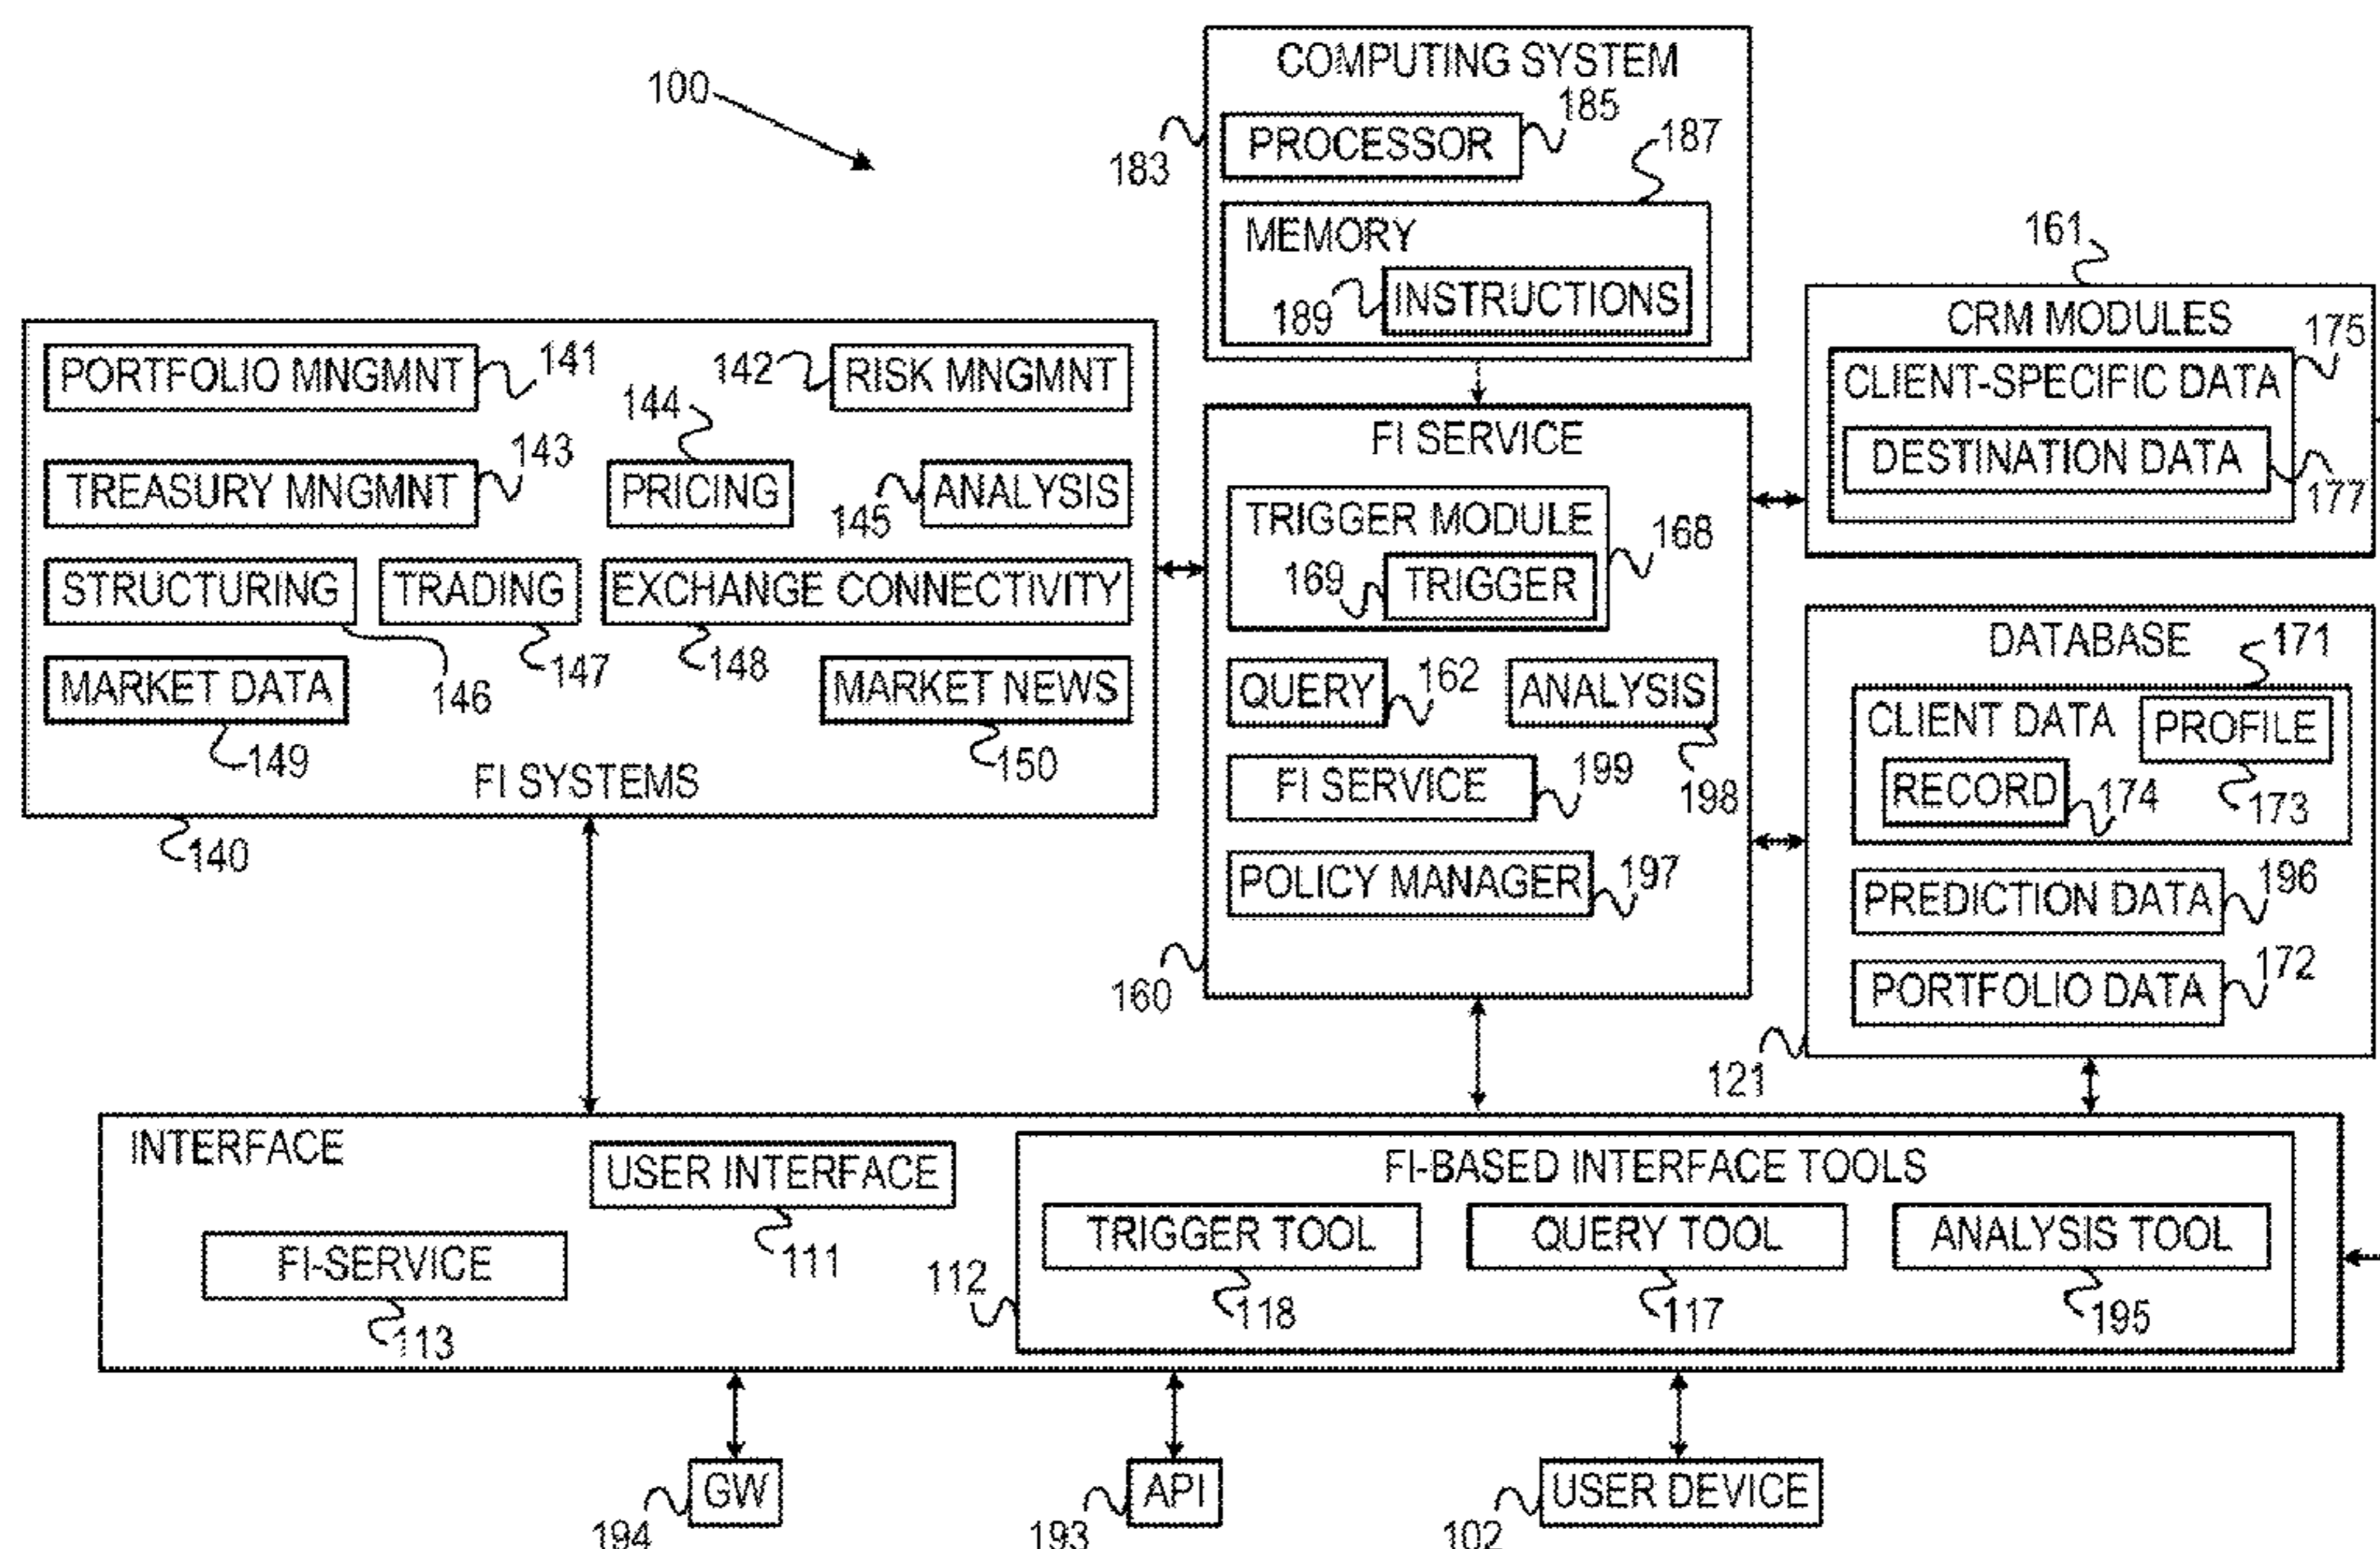 100
COMPUTING SYSTEM
183
PROCESSOR
185
187
MEMORY
189
INSTRUCTIONS
161
CRM MODULES
175
CLIENT-SPECIFIC DATA
DESTINATION DATA
177
PORTFOLIO MNGMNT
141
142
RISK MNGMNT
144
TREASURY MNGMNT
143
PRICING
145
ANALYSIS
STRUCTURING
TRADING
EXCHANGE CONNECTIVITY
146
147
148
MARKET DATA
149
MARKET NEWS
150
FI SYSTEMS
140
FI SERVICE
TRIGGER MODULE
168
169
TRIGGER
QUERY
162
ANALYSIS
198
FI SERVICE
199
POLICY MANAGER
197
160
DATABASE
171
CLIENT DATA
PROFILE
173
RECORD
174
PREDICTION DATA
196
PORTFOLIO DATA
172
121
INTERFACE
USER INTERFACE
111
FI-SERVICE
113
FI-BASED INTERFACE TOOLS
112
TRIGGER TOOL
118
QUERY TOOL
117
ANALYSIS TOOL
195
GW
194
API
193
USER DEVICE
102